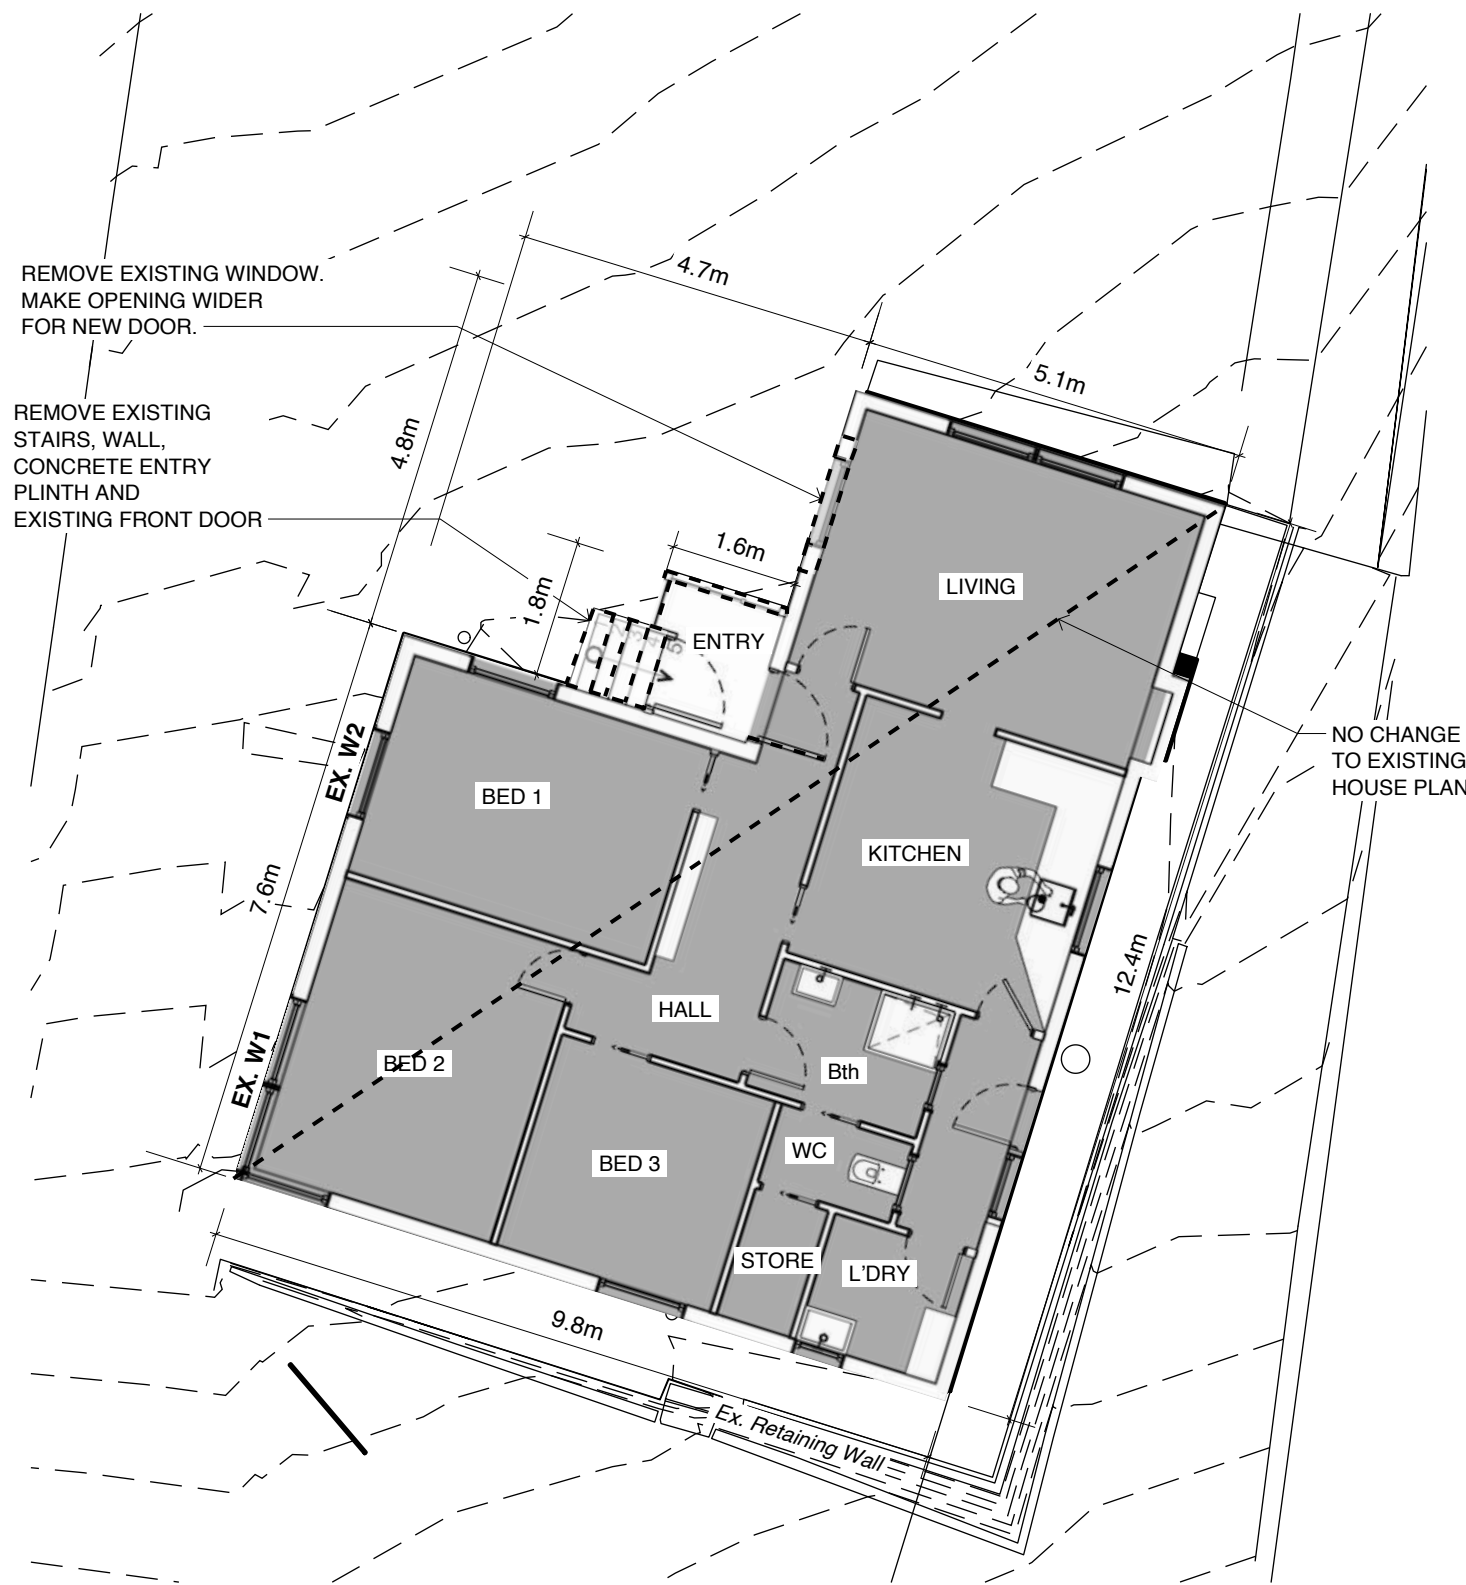 REMOVE EXISTING WINDOW.
MAKE OPENING WIDER
FOR NEW DOOR.
4.7m
5.1m
REMOVE EXISTING
STAIRS, WALL,
CONCRETE ENTRY
PLINTH AND
EXISTING FRONT DOOR
4.8m
1.6m
1.8m
LIVING
ENTRY
5
NO CHANGE
TO EXISTING
HOUSE PLAN
EX. W2
BED 1
KITCHEN
7.6m
12.4m
HALL
EX. W1
BED 2
Bth
WC
BED 3
STORE
L'DRY
9.8m
Ex. Retaining Wall